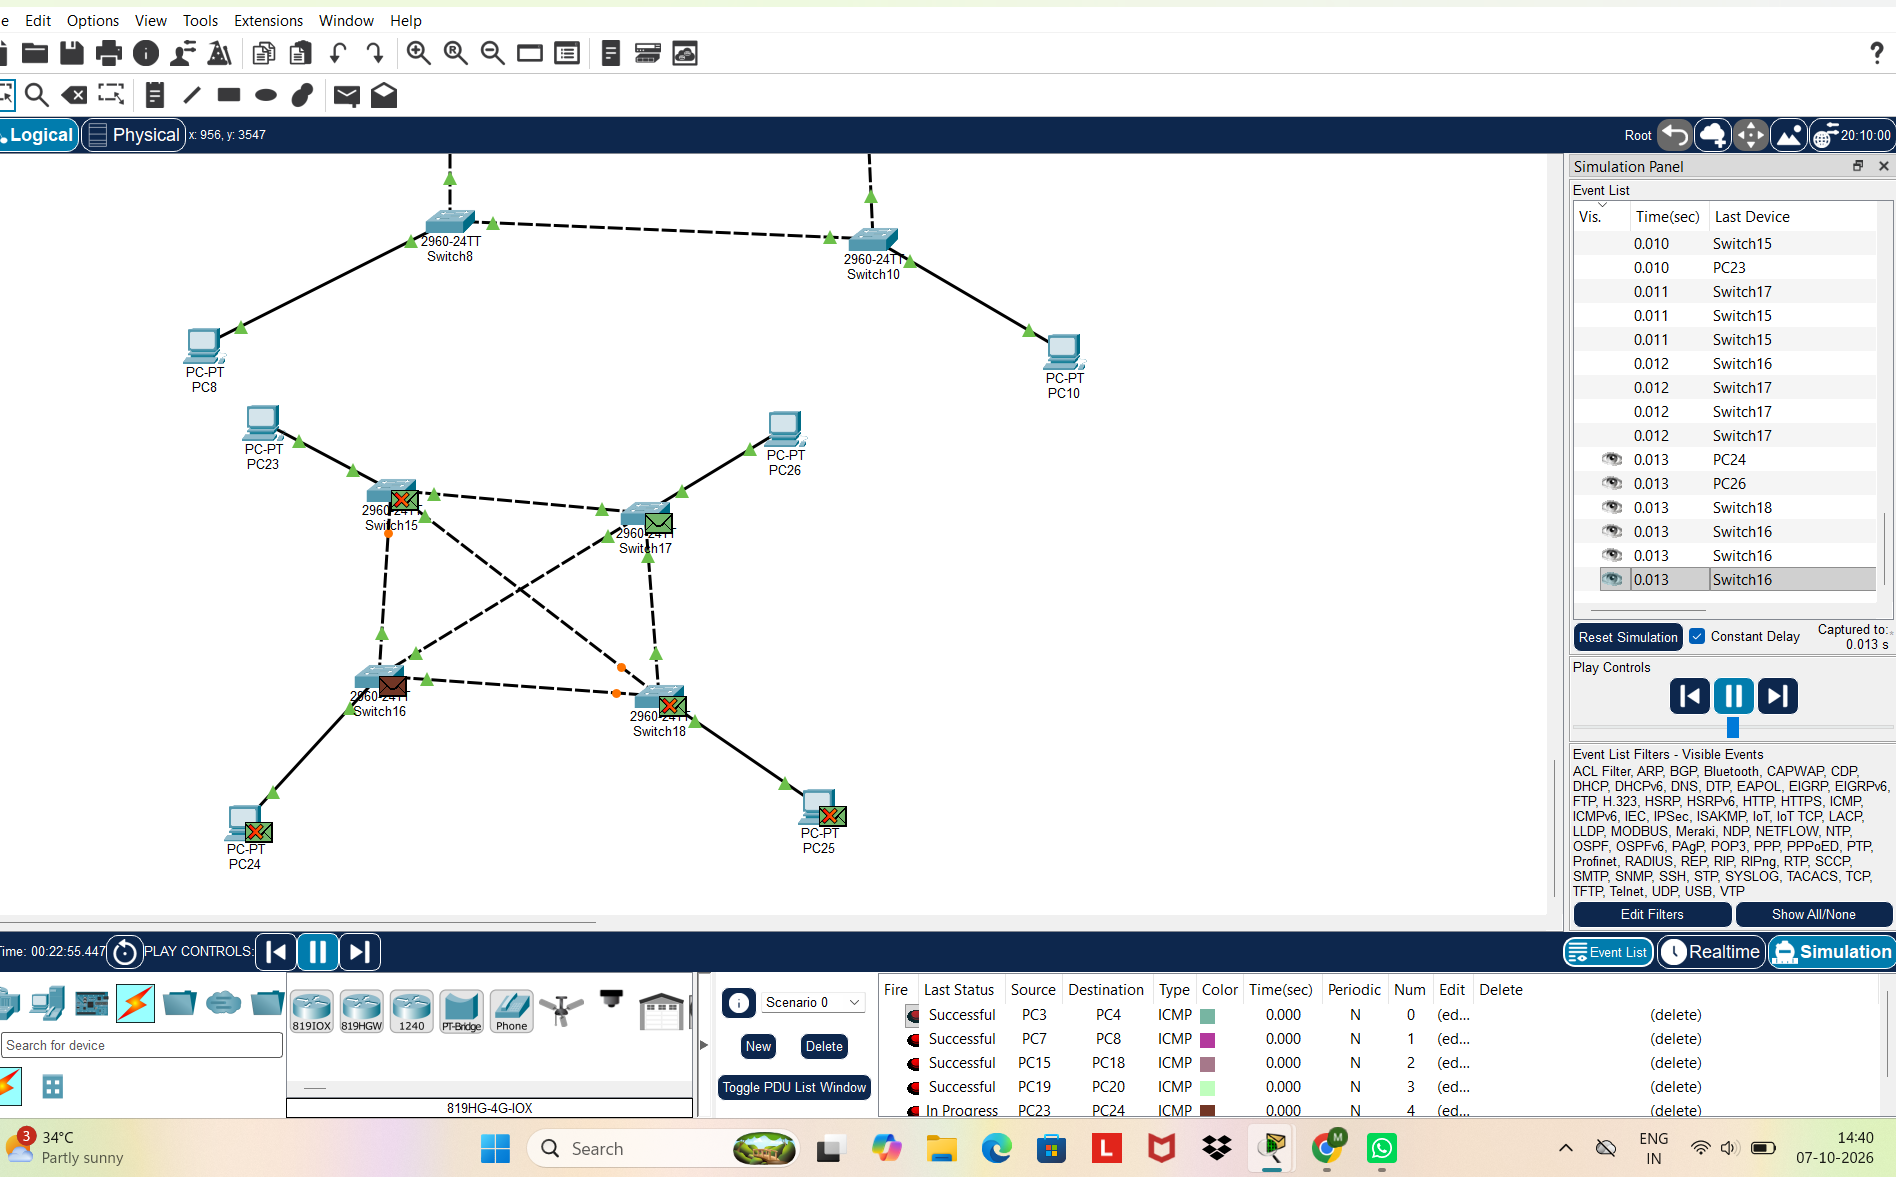 e Edit Options View Tools Extensions Window Help
?
Logical Physical x: 956, y: 3547
Root 20:10:00
2960-24TT
Switch8
2960-24TT
Switch10
PC-PT
PC8
PC-PT
PC10
PC-PT
PC23
PC-PT
PC26
2960-24TT
Switch15
2960-24TT
Switch17
2960-24TT
Switch16
2960-24TT
Switch18
PC-PT
PC24
PC-PT
PC25
Simulation Panel
Event List
Vis. Time(sec) Last Device
0.010 Switch15
0.010 PC23
0.011 Switch17
0.011 Switch15
0.011 Switch15
0.012 Switch16
0.012 Switch17
0.012 Switch17
0.012 Switch17
0.013 PC24
0.013 PC26
0.013 Switch18
0.013 Switch16
0.013 Switch16
0.013 Switch16
Reset Simulation Constant Delay Captured to:
0.013 s
Play Controls
Event List Filters - Visible Events
ACL Filter, ARP, BGP, Bluetooth, CAPWAP, CDP,
DHCP, DHCPv6, DNS, DTP, EAPOL, EIGRP, EIGRPv6,
FTP, H.323, HSRP, HSRPv6, HTTP, HTTPS, ICMP,
ICMPv6, IEC, IPSec, ISAKMP, IoT, IoT TCP, LACP,
LLDP, MODBUS, Meraki, NDP, NETFLOW, NTP,
OSPF, OSPFv6, PAgP, POP3, PPP, PPPoED, PTP,
Profinet, RADIUS, REP, RIP, RIPng, RTP, SCCP,
SMTP, SNMP, SSH, STP, SYSLOG, TACACS, TCP,
TFTP, Telnet, UDP, USB, VTP
Edit Filters Show All/None
Time: 00:22:55.447 PLAY CONTROLS:
Event List Realtime Simulation
Search for device
819IOX 819HGW 1240 PT-Bridge Phone
819HG-4G-IOX
Scenario 0
New Delete
Toggle PDU List Window
Fire Last Status Source Destination Type Color Time(sec) Periodic Num Edit Delete
Successful PC3 PC4 ICMP 0.000 N 0 (ed... (delete)
Successful PC7 PC8 ICMP 0.000 N 1 (ed... (delete)
Successful PC15 PC18 ICMP 0.000 N 2 (ed... (delete)
Successful PC19 PC20 ICMP 0.000 N 3 (ed... (delete)
In Progress PC23 PC24 ICMP 0.000 N 4 (ed... (delete)
3
34°C
Partly sunny
Search
L
M
ENG
IN
14:40
07-10-2026